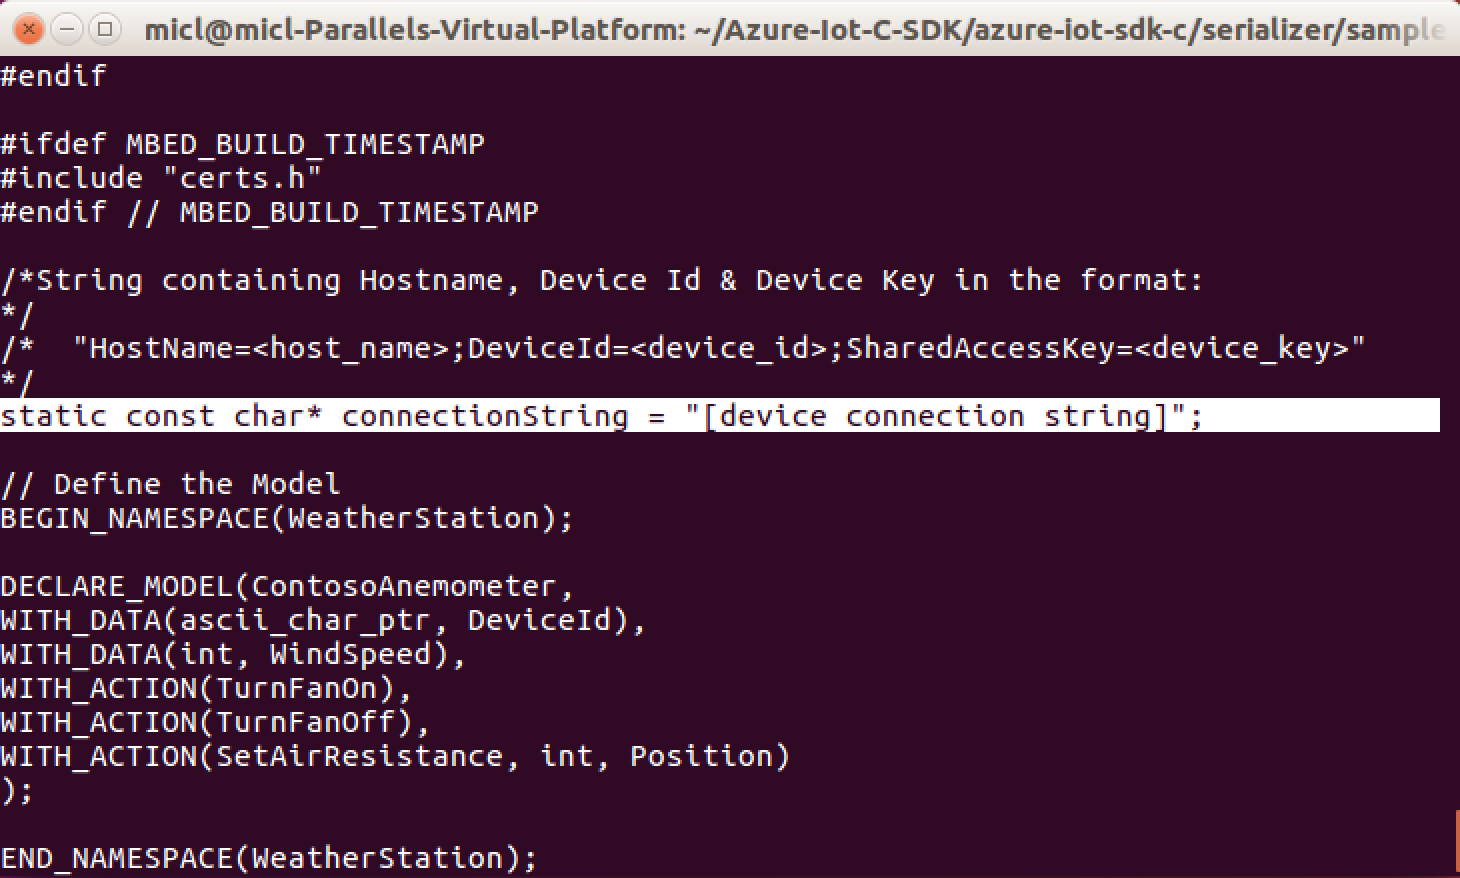 micl@micl-Parallels-Virtual-Platform: ~/Azure-Iot-C-SDK/azure-iot-sdk-c/serializer/sample
#endif
#ifdef MBED_BUILD_TIMESTAMP
#include "certs.h"
#endif // MBED_BUILD_TIMESTAMP
/*String containing Hostname, Device Id & Device Key in the format:
*/
/*  "HostName=<host_name>;DeviceId=<device_id>;SharedAccessKey=<device_key>"
*/
static const char* connectionString = "[device connection string]";
// Define the Model
BEGIN_NAMESPACE(WeatherStation);
DECLARE_MODEL(ContosoAnemometer,
WITH_DATA(ascii_char_ptr, DeviceId),
WITH_DATA(int, WindSpeed),
WITH_ACTION(TurnFanOn),
WITH_ACTION(TurnFanOff),
WITH_ACTION(SetAirResistance, int, Position)
);
END_NAMESPACE(WeatherStation);